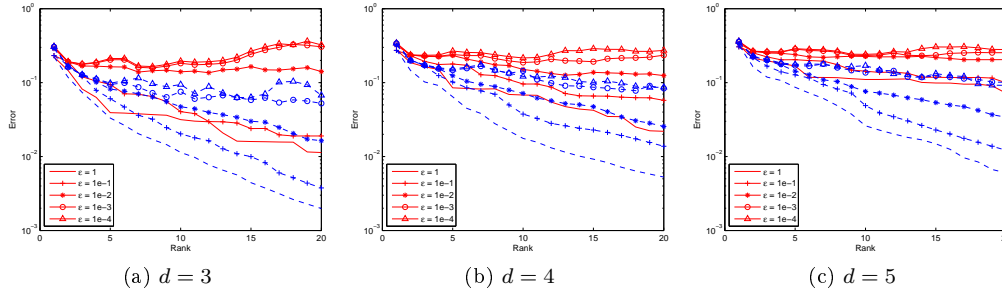 10^0
10^-1
10^-2
10^-3
Error
0 5 10 15 20
Rank
ε = 1
ε = 1e−1
ε = 1e−2
ε = 1e−3
ε = 1e−4
(a) d = 3
10^0
10^-1
10^-2
10^-3
Error
0 5 10 15 20
Rank
ε = 1
ε = 1e−1
ε = 1e−2
ε = 1e−3
ε = 1e−4
(b) d = 4
10^0
10^-1
10^-2
10^-3
Error
0 5 10 15
Rank
ε = 1
ε = 1e−1
ε = 1e−2
ε = 1e−3
ε = 1e−4
(c) d = 5